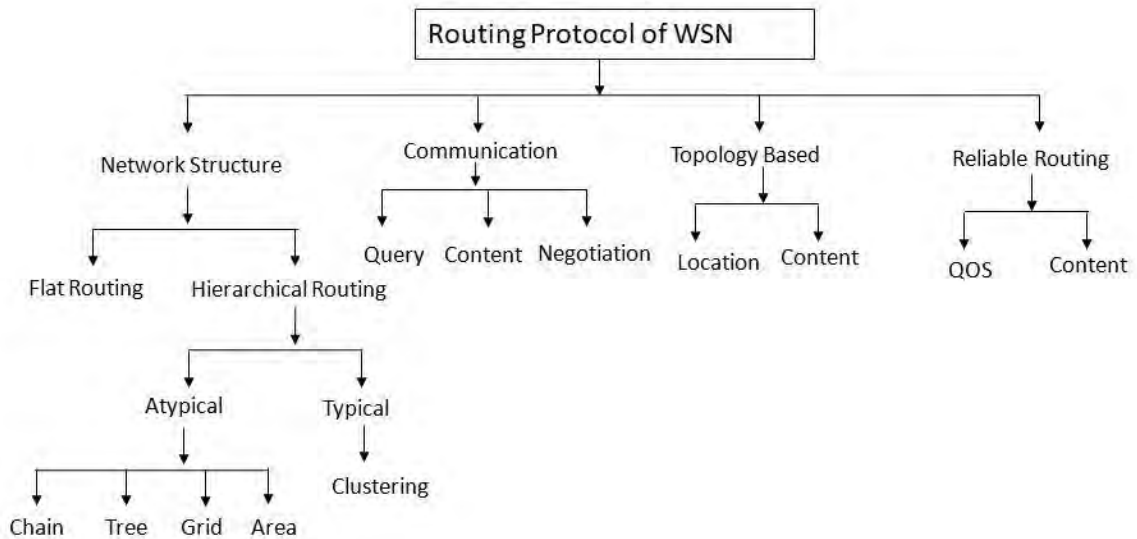 Routing Protocol of WSN
Network Structure
Communication
Topology Based
Reliable Routing
Query
Content
Negotiation
Location
Content
QOS
Content
Flat Routing
Hierarchical Routing
Atypical
Typical
Clustering
Chain
Tree
Grid
Area